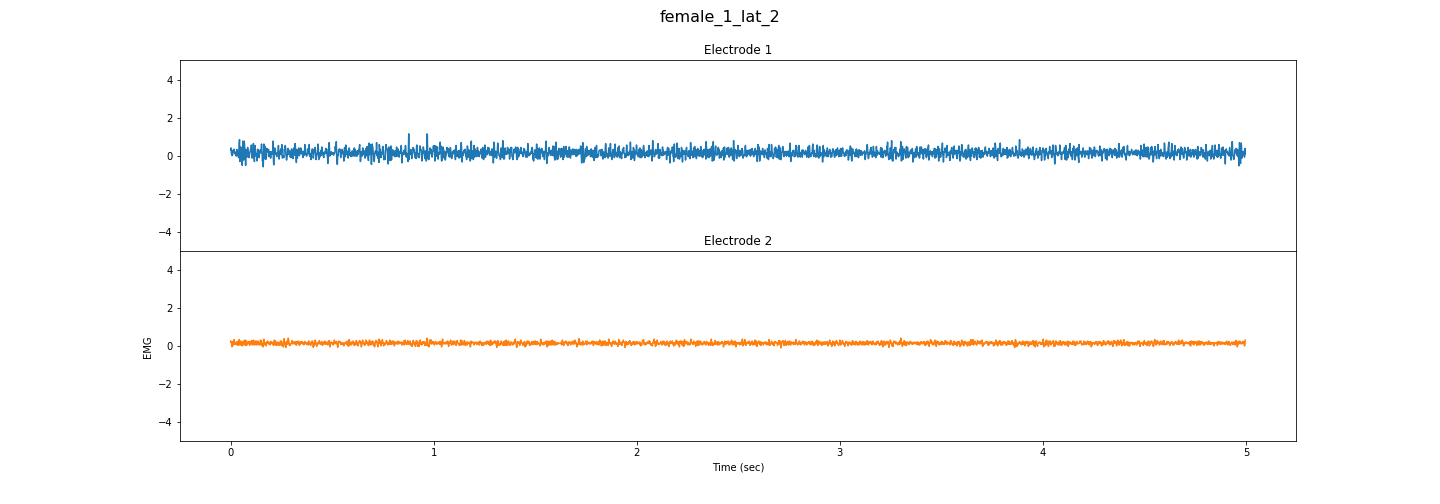 female_1_lat_2
Electrode 1
4
2
0
−2
−4
Electrode 2
4
2
0
−2
−4
EMG
0 1 2 3 4 5
Time (sec)